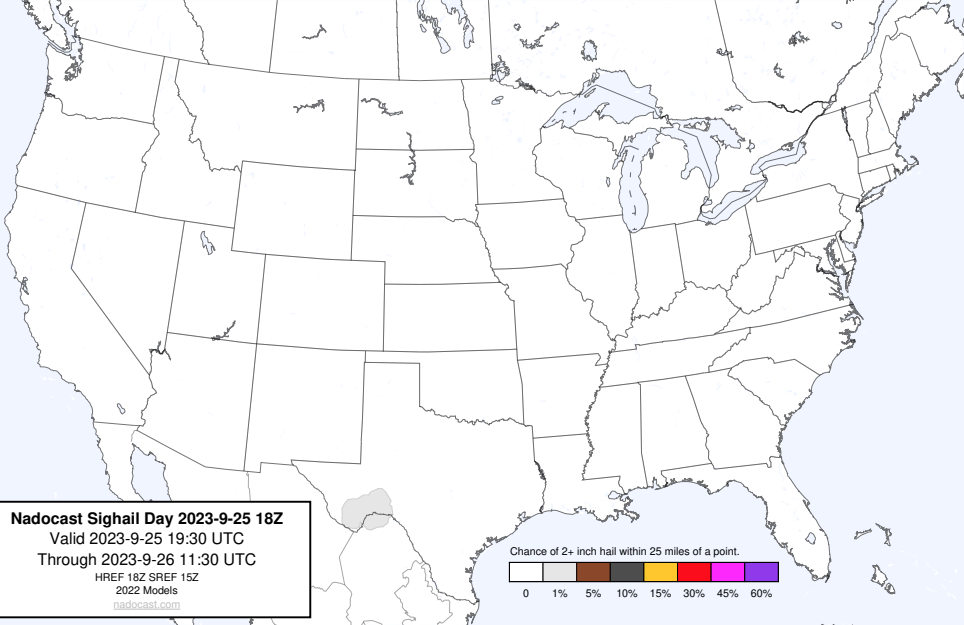 Nadocast Sighail Day 2023-9-25 18Z
Valid 2023-9-25 19:30 UTC
Through 2023-9-26 11:30 UTC
HREF 18Z SREF 15Z
2022 Models
nadocast.com
Chance of 2+ inch hail within 25 miles of a point.
0 1% 5% 10% 15% 30% 45% 60%